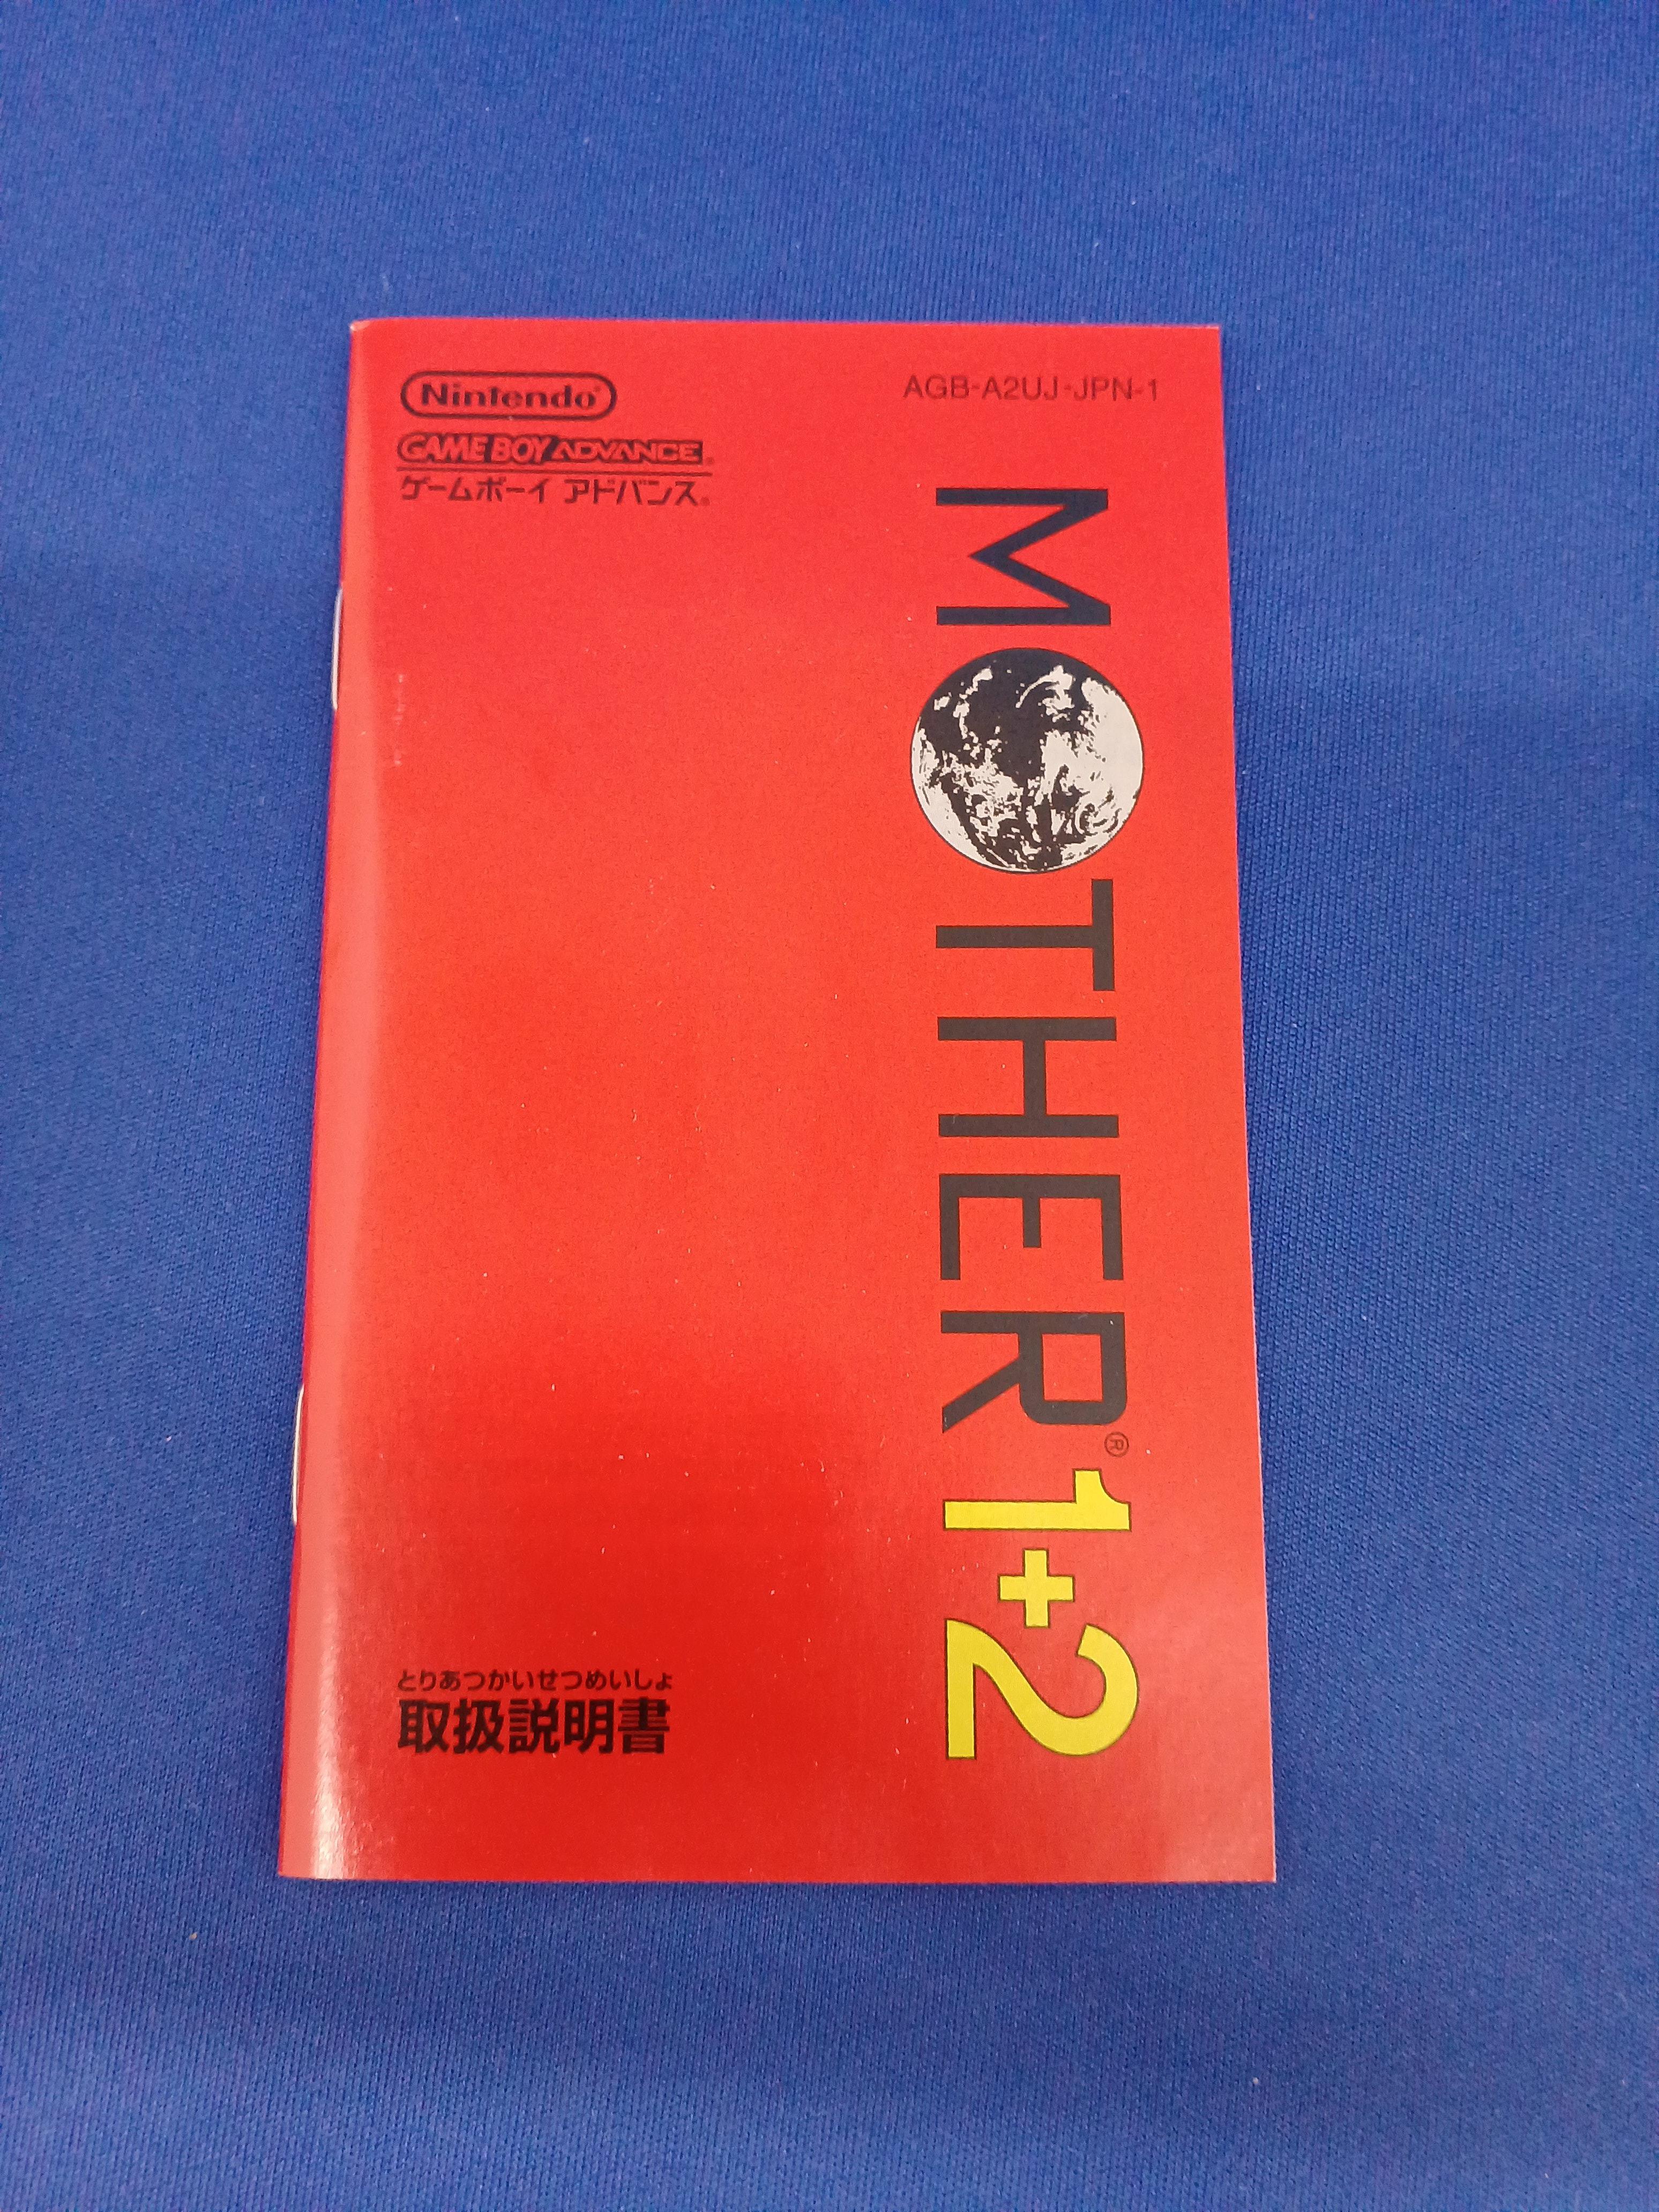 Nintendo®
GAME BOY ADVANCE®
ゲームボーイ アドバンス®
AGB-A2UJ-JPN-1
MOTHER® 1+2
とりあつかいせつめいしょ
取扱説明書